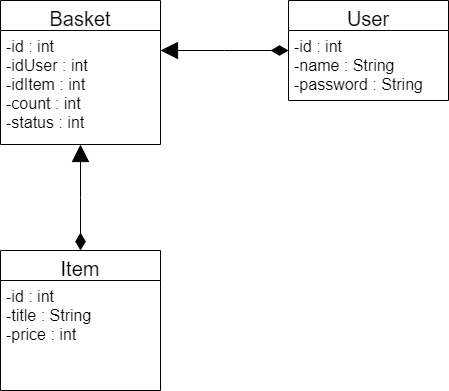 Basket
-id : int
-idUser : int
-idItem : int
-count : int
-status : int
User
-id : int
-name : String
-password : String
Item
-id : int
-title : String
-price : int